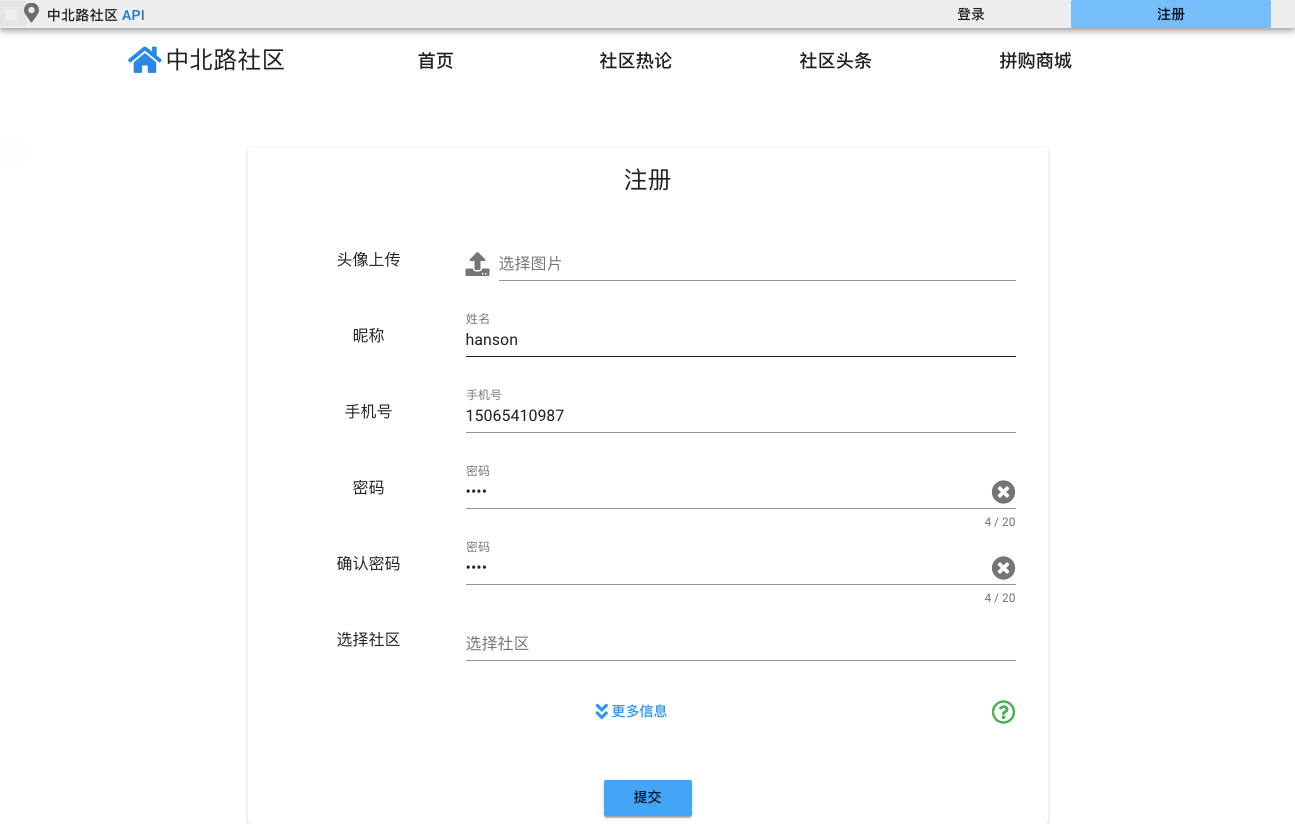 中北路社区 API
登录
注册
中北路社区
首页
社区热论
社区头条
拼购商城
注册
头像上传
选择图片
昵称
姓名
hanson
手机号
手机号
15065410987
密码
密码
••••
4 / 20
确认密码
密码
••••
4 / 20
选择社区
选择社区
更多信息
提交